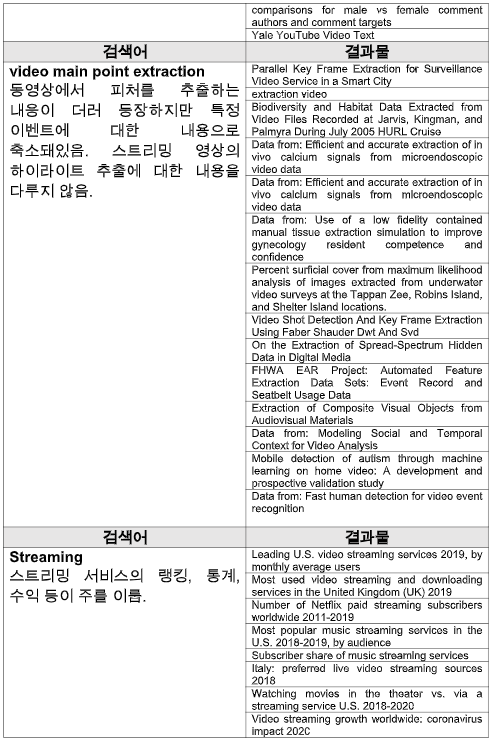 comparisons for male vs female comment
authors and comment targets
Yale YouTube Video Text
검색어
결과물
video main point extraction
동영상에서 피처를 추출하는
내용이 더러 등장하지만 특정
이벤트에 대한 내용으로
축소돼있음. 스트리밍 영상의
하이라이트 추출에 대한 내용을
다루지 않음.
Parallel Key Frame Extraction for Surveillance
Video Service in a Smart City
extraction video
Biodiversity and Habitat Data Extracted from
Video Files Recorded at Jarvis, Kingman, and
Palmyra During July 2005 HURL Cruise
Data from: Efficient and accurate extraction of in
vivo calcium signals from microendoscopic
video data
Data from: Efficient and accurate extraction of in
vivo calcium signals from microendoscopic
video data
Data from: Use of a low fidelity contained
manual tissue extraction simulation to improve
gynecology resident competence and
confidence
Percent surficial cover from maximum likelihood
analysis of images extracted from underwater
video surveys at the Tappan Zee, Robins Island,
and Shelter Island locations.
Video Shot Detection And Key Frame Extraction
Using Faber Shauder Dwt And Svd
On the Extraction of Spread-Spectrum Hidden
Data in Digital Media
FHWA EAR Project: Automated Feature
Extraction Data Sets: Event Record and
Seatbelt Usage Data
Extraction of Composite Visual Objects from
Audiovisual Materials
Data from: Modeling Social and Temporal
Context for Video Analysis
Mobile detection of autism through machine
learning on home video: A development and
prospective validation study
Data from: Fast human detection for video event
recognition
검색어
결과물
Streaming
스트리밍 서비스의 랭킹, 통계,
수익 등이 주를 이룸.
Leading U.S. video streaming services 2019, by
monthly average users
Most used video streaming and downloading
services in the United Kingdom (UK) 2019
Number of Netflix paid streaming subscribers
worldwide 2011-2019
Most popular music streaming services in the
U.S. 2018-2019, by audience
Subscriber share of music streaming services
Italy: preferred live video streaming sources
2018
Watching movies in the theater vs. via a
streaming service U.S. 2018-2020
Video streaming growth worldwide: coronavirus
impact 2020